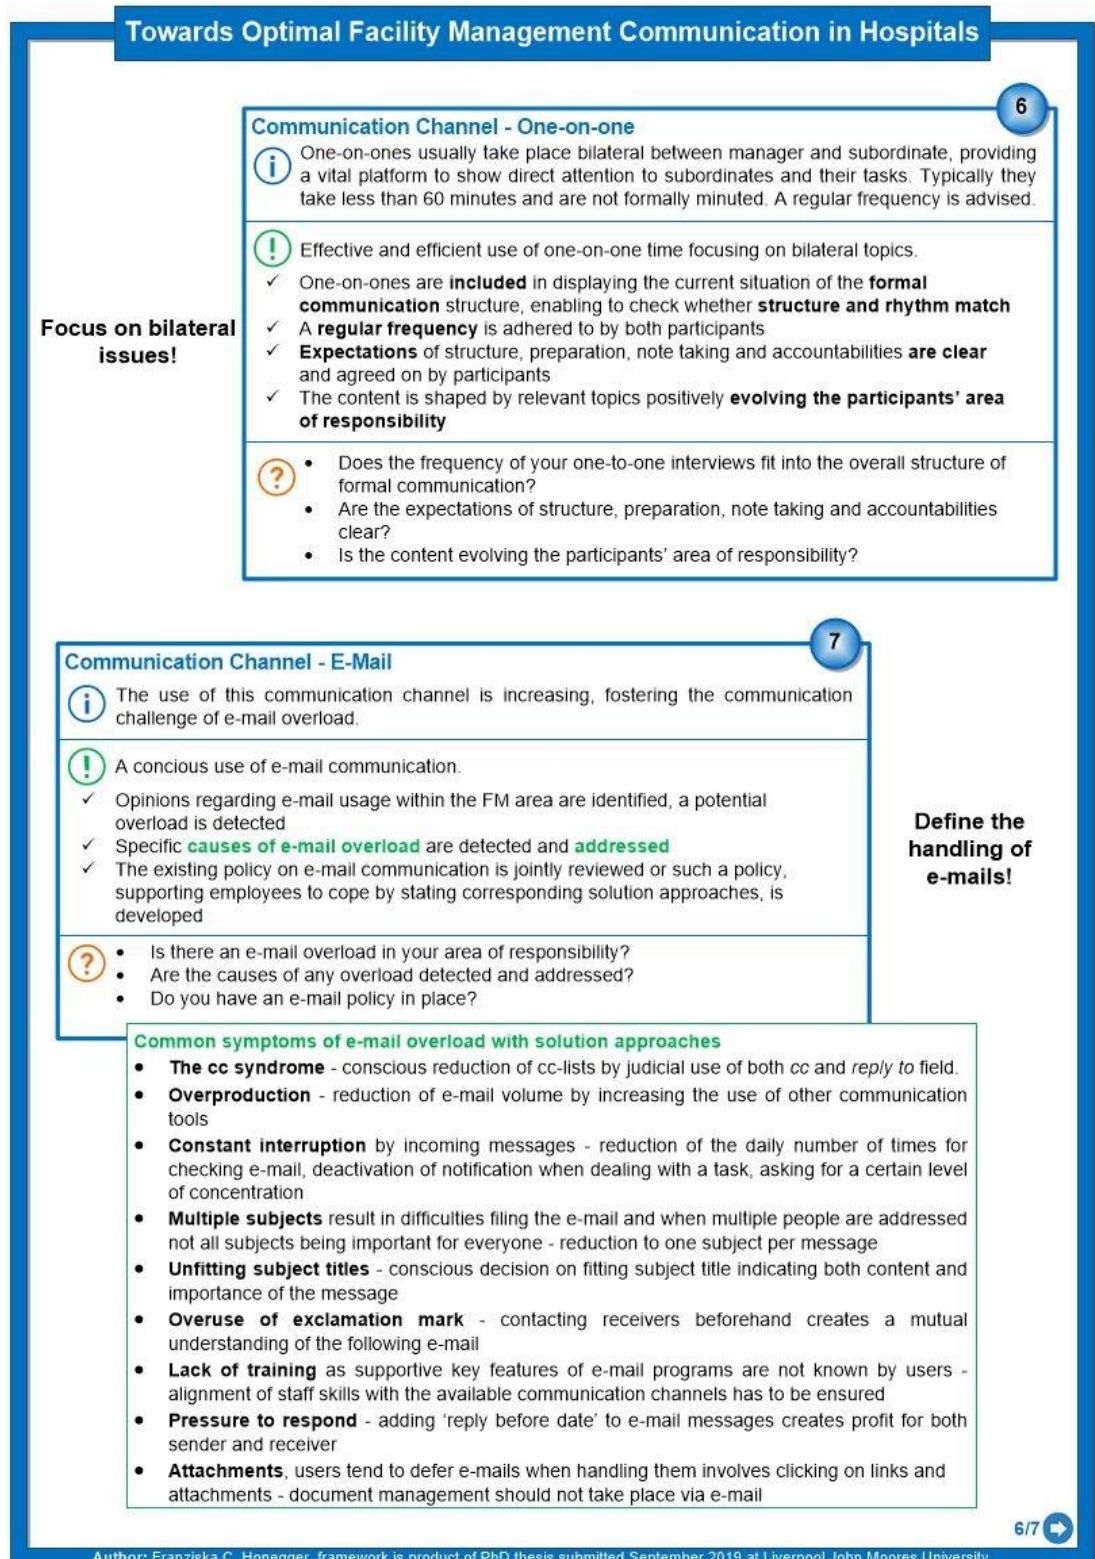 Towards Optimal Facility Management Communication in Hospitals
6
Communication Channel - One-on-one
i
One-on-ones usually take place bilateral between manager and subordinate, providing
a vital platform to show direct attention to subordinates and their tasks. Typically they
take less than 60 minutes and are not formally minuted. A regular frequency is advised.
! Effective and efficient use of one-on-one time focusing on bilateral topics.
✓ One-on-ones are included in displaying the current situation of the formal
communication structure, enabling to check whether structure and rhythm match
✓ A regular frequency is adhered to by both participants
✓ Expectations of structure, preparation, note taking and accountabilities are clear
and agreed on by participants
✓ The content is shaped by relevant topics positively evolving the participants' area
of responsibility
Focus on bilateral
issues!
?
• Does the frequency of your one-to-one interviews fit into the overall structure of
formal communication?
• Are the expectations of structure, preparation, note taking and accountabilities
clear?
• Is the content evolving the participants' area of responsibility?
7
Communication Channel - E-Mail
i
The use of this communication channel is increasing, fostering the communication
challenge of e-mail overload.
! A concious use of e-mail communication.
✓ Opinions regarding e-mail usage within the FM area are identified, a potential
overload is detected
✓ Specific causes of e-mail overload are detected and addressed
✓ The existing policy on e-mail communication is jointly reviewed or such a policy,
supporting employees to cope by stating corresponding solution approaches, is
developed
Define the
handling of
e-mails!
?
• Is there an e-mail overload in your area of responsibility?
• Are the causes of any overload detected and addressed?
• Do you have an e-mail policy in place?
Common symptoms of e-mail overload with solution approaches
• The cc syndrome - conscious reduction of cc-lists by judicial use of both cc and reply to field.
• Overproduction - reduction of e-mail volume by increasing the use of other communication
tools
• Constant interruption by incoming messages - reduction of the daily number of times for
checking e-mail, deactivation of notification when dealing with a task, asking for a certain level
of concentration
• Multiple subjects result in difficulties filing the e-mail and when multiple people are addressed
not all subjects being important for everyone - reduction to one subject per message
• Unfitting subject titles - conscious decision on fitting subject title indicating both content and
importance of the message
• Overuse of exclamation mark - contacting receivers beforehand creates a mutual
understanding of the following e-mail
• Lack of training as supportive key features of e-mail programs are not known by users -
alignment of staff skills with the available communication channels has to be ensured
• Pressure to respond - adding 'reply before date' to e-mail messages creates profit for both
sender and receiver
• Attachments, users tend to defer e-mails when handling them involves clicking on links and
attachments - document management should not take place via e-mail
6/7
Author: Franziska C. Honegger, framework is product of PhD thesis submitted September 2019 at Liverpool John Moores University